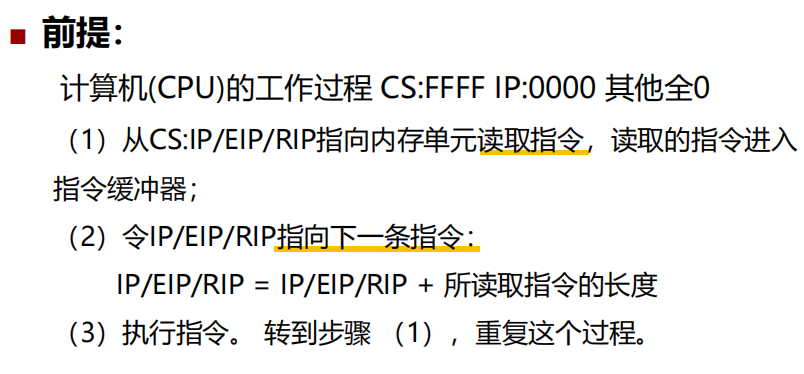 前提：
计算机(CPU)的工作过程 CS:FFFF IP:0000 其他全0
（1）从CS:IP/EIP/RIP指向内存单元读取指令，读取的指令进入
指令缓冲器；
（2）令IP/EIP/RIP指向下一条指令：
IP/EIP/RIP = IP/EIP/RIP + 所读取指令的长度
（3）执行指令。 转到步骤 （1），重复这个过程。